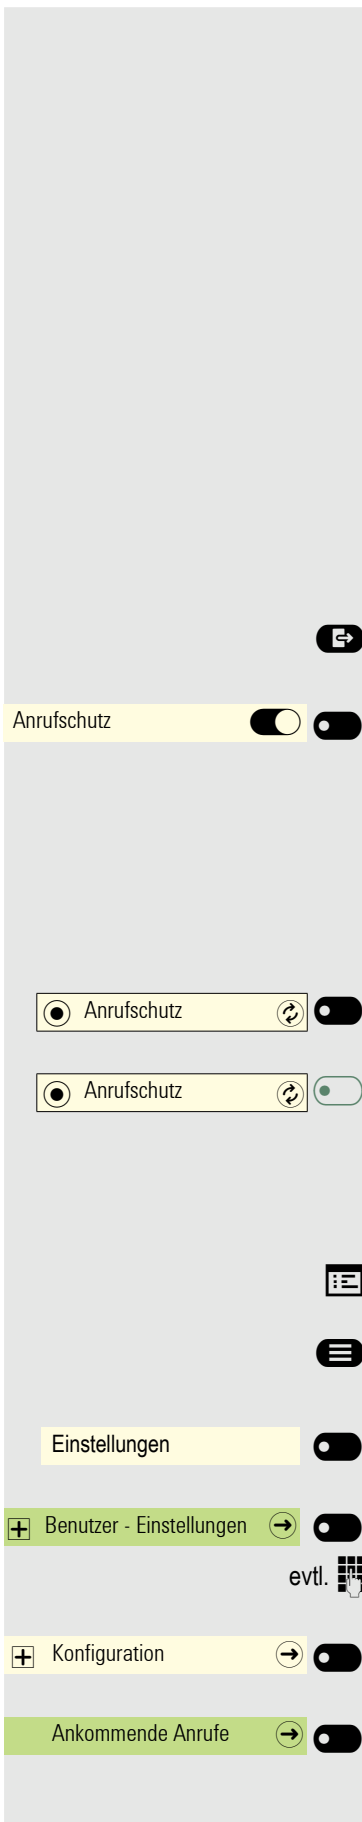 Anrufschutz
Anrufschutz
Anrufschutz
Einstellungen
Benutzer - Einstellungen
evtl.
Konfiguration
Ankommende Anrufe